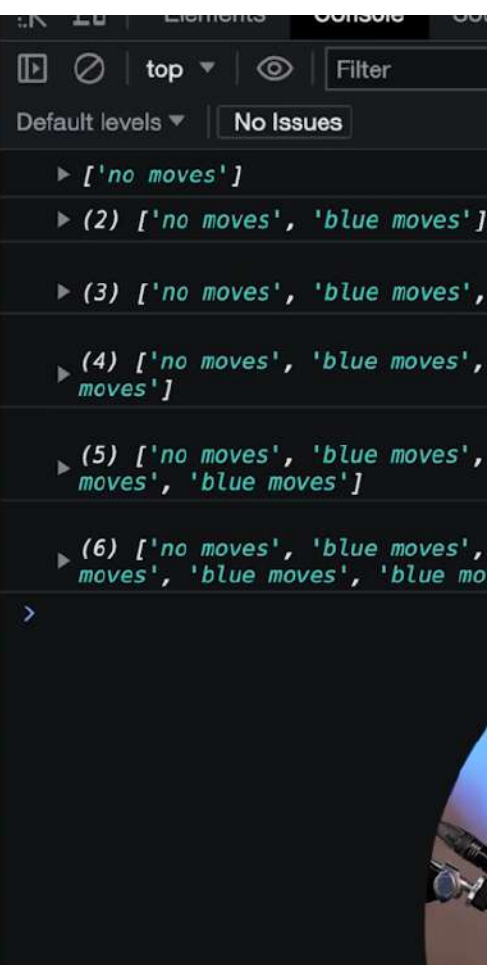 Elements Console
top Filter
Default levels No Issues
['no moves']
(2) ['no moves', 'blue moves']
(3) ['no moves', 'blue moves',
(4) ['no moves', 'blue moves',
moves']
(5) ['no moves', 'blue moves',
moves', 'blue moves']
(6) ['no moves', 'blue moves',
moves', 'blue moves', 'blue mo
>